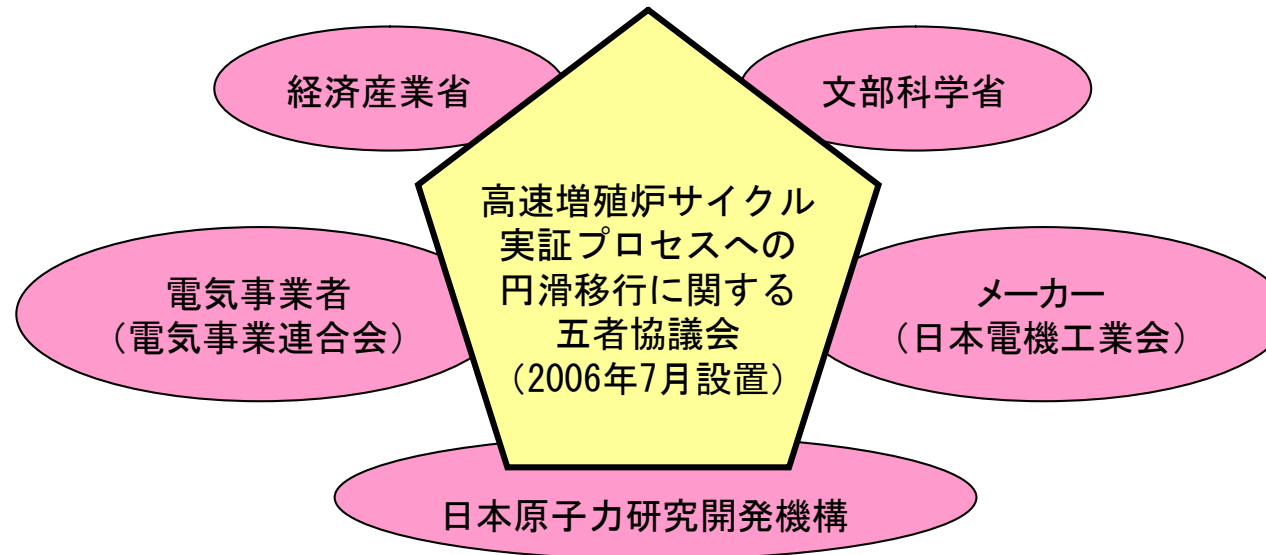 経済産業省
文部科学省
高速増殖炉サイクル
実証プロセスへの
円滑移行に関する
五者協議会
（2006年7月設置）
電気事業者
（電気事業連合会）
メーカー
（日本電機工業会）
日本原子力研究開発機構